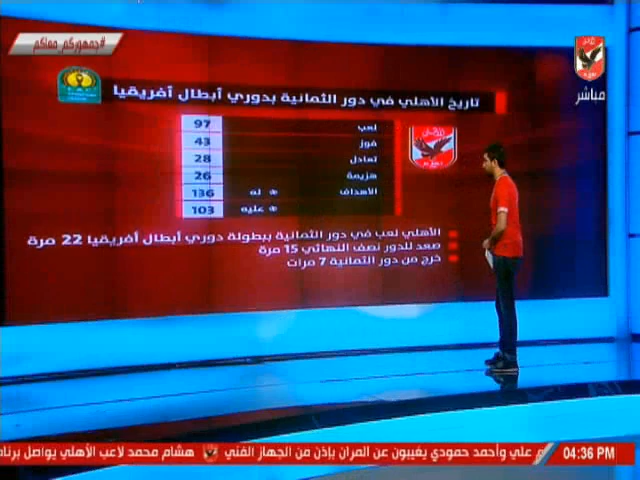 #جمهوركم_معاكم
مباشر
تاريخ الأهلي في دور الثمانية بدوري أبطال أفريقيا
لعب 97
فوز 43
تعادل 28
هزيمة 26
الأهداف * له 136
* عليه 103
الأهلي لعب في دور الثمانية ببطولة دوري أبطال أفريقيا 22 مرة
صعد للدور نصف النهائي 15 مرة
خرج من دور الثمانية 7 مرات
م علي وأحمد حمودي يغيبون عن المران بإذن من الجهاز الفني هشام محمد لاعب الأهلي يواصل برنا
04:36 PM